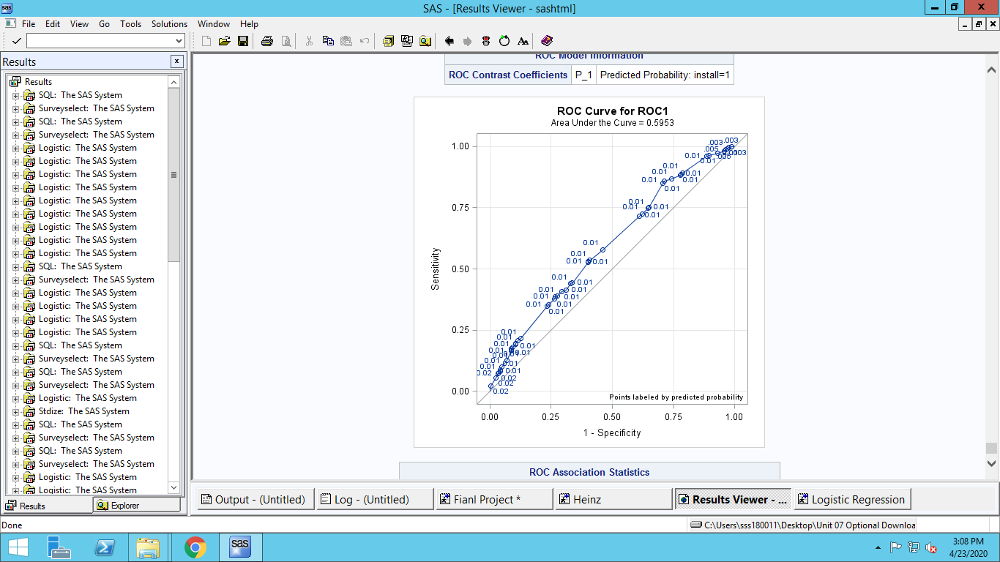 SAS - [Results Viewer - sashtml]
File Edit View Go Tools Solutions Window Help
Results
Results
SQL: The SAS System
Surveyselect: The SAS System
SQL: The SAS System
Surveyselect: The SAS System
Logistic: The SAS System
Logistic: The SAS System
Logistic: The SAS System
Logistic: The SAS System
Logistic: The SAS System
Logistic: The SAS System
Logistic: The SAS System
Logistic: The SAS System
Logistic: The SAS System
SQL: The SAS System
Surveyselect: The SAS System
Logistic: The SAS System
Logistic: The SAS System
Logistic: The SAS System
Logistic: The SAS System
SQL: The SAS System
Surveyselect: The SAS System
SQL: The SAS System
Surveyselect: The SAS System
Logistic: The SAS System
Stdize: The SAS System
SQL: The SAS System
Surveyselect: The SAS System
SQL: The SAS System
Surveyselect: The SAS System
Logistic: The SAS System
Logistic: The SAS System
Results Explorer
ROC Model Information
ROC Contrast Coefficients P_1 Predicted Probability: install=1
ROC Curve for ROC1
Area Under the Curve = 0.5953
Sensitivity
1.00
0.75
0.50
0.25
0.00
.003 .003
.005
0.01
0.01
0.01
0.01 0.01
0.01 0.01
0.01
0.01
0.01 0.01
0.01
0.01
0.01
0.01 0.01
0.01 0.01
0.01 0.01
0.01 0.01
0.01 0.01
0.01
0.01
0.01
0.01 0.01
0.01 0.01
0.01 0.01
0.01 0.01
0.02 0.02
0.02
0.02
Points labeled by predicted probability
0.00 0.25 0.50 0.75 1.00
1 - Specificity
ROC Association Statistics
Output - (Untitled) Log - (Untitled) Fianl Project * Heinz Results Viewer - ... Logistic Regression
Done
C:\Users\sss180011\Desktop\Unit 07 Optional Downloa
3:08 PM
4/23/2020